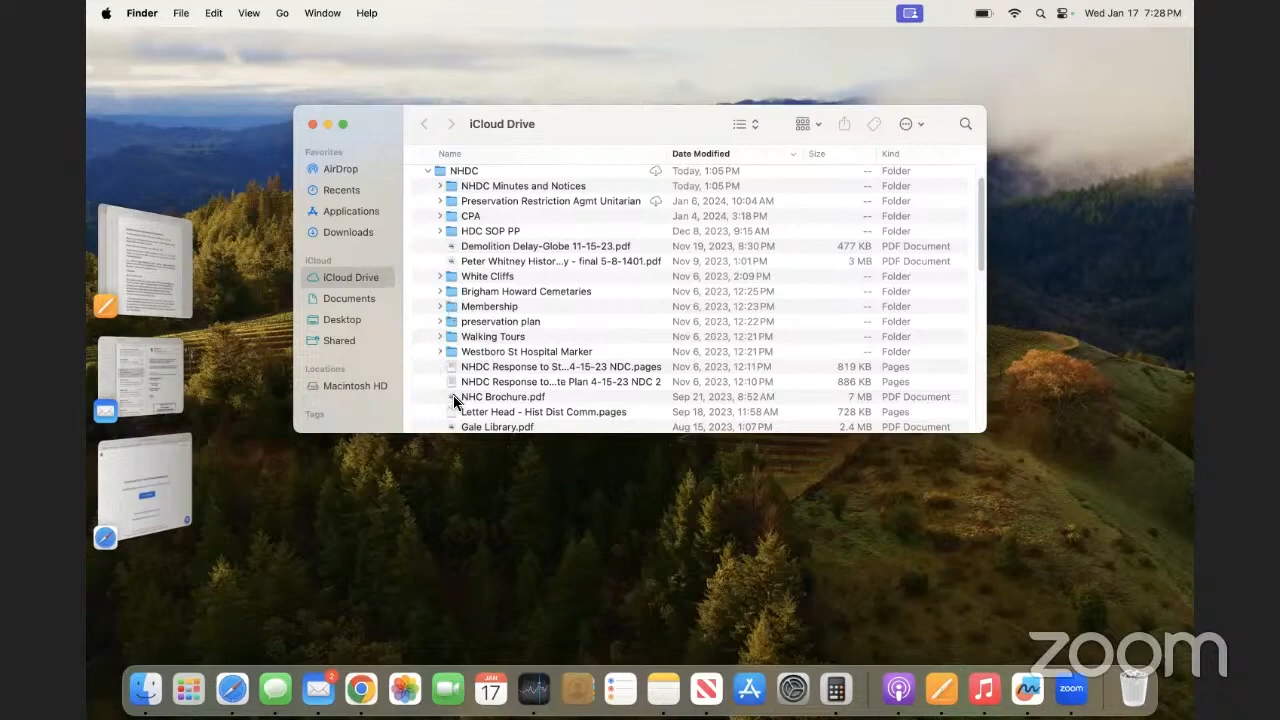 Finder File Edit View Go Window Help Wed Jan 17 7:28 PM
iCloud Drive
Favorites
AirDrop
Recents
Applications
Downloads
iCloud
iCloud Drive
Documents
Desktop
Shared
Locations
Macintosh HD
Tags
Name Date Modified Size Kind
NHDC Today, 1:05 PM -- Folder
NHDC Minutes and Notices Today, 1:05 PM -- Folder
Preservation Restriction Agmt Unitarian Jan 6, 2024, 10:04 AM -- Folder
CPA Jan 4, 2024, 3:18 PM -- Folder
HDC SOP PP Dec 8, 2023, 9:15 AM -- Folder
Demolition Delay-Globe 11-15-23.pdf Nov 19, 2023, 8:30 PM 477 KB PDF Document
Peter Whitney Histor...y - final 5-8-1401.pdf Nov 9, 2023, 1:01 PM 3 MB PDF Document
White Cliffs Nov 6, 2023, 2:09 PM -- Folder
Brigham Howard Cemetaries Nov 6, 2023, 12:25 PM -- Folder
Membership Nov 6, 2023, 12:23 PM -- Folder
preservation plan Nov 6, 2023, 12:22 PM -- Folder
Walking Tours Nov 6, 2023, 12:21 PM -- Folder
Westboro St Hospital Marker Nov 6, 2023, 12:21 PM -- Folder
NHDC Response to St...4-15-23 NDC.pages Nov 6, 2023, 12:11 PM 819 KB Pages
NHDC Response to...te Plan 4-15-23 NDC 2 Nov 6, 2023, 12:10 PM 886 KB Pages
NHC Brochure.pdf Sep 21, 2023, 8:52 AM 7 MB PDF Document
Letter Head - Hist Dist Comm.pages Sep 18, 2023, 11:58 AM 728 KB Pages
Gale Library.pdf Aug 15, 2023, 1:07 PM 2.4 MB PDF Document
zoom
2
JAN
17
zoom